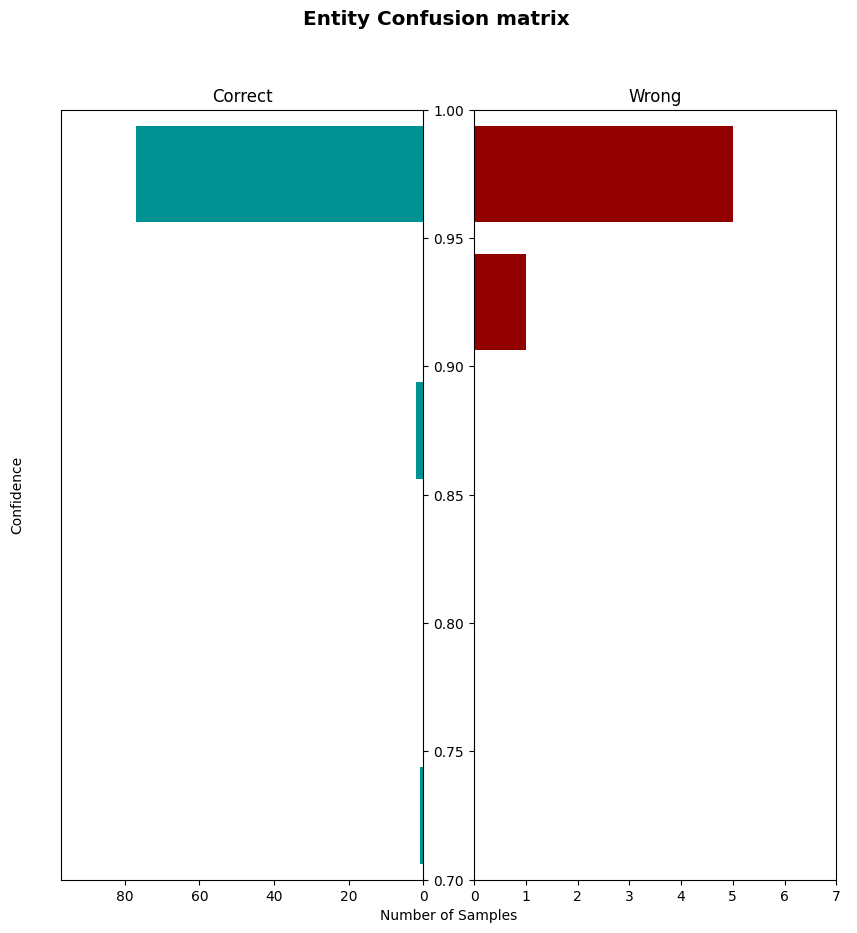 Entity Confusion matrix
Correct
Wrong
1.00
0.95
0.90
0.85
0.80
0.75
0.70
Confidence
80 60 40 20 0
0 1 2 3 4 5 6 7
Number of Samples